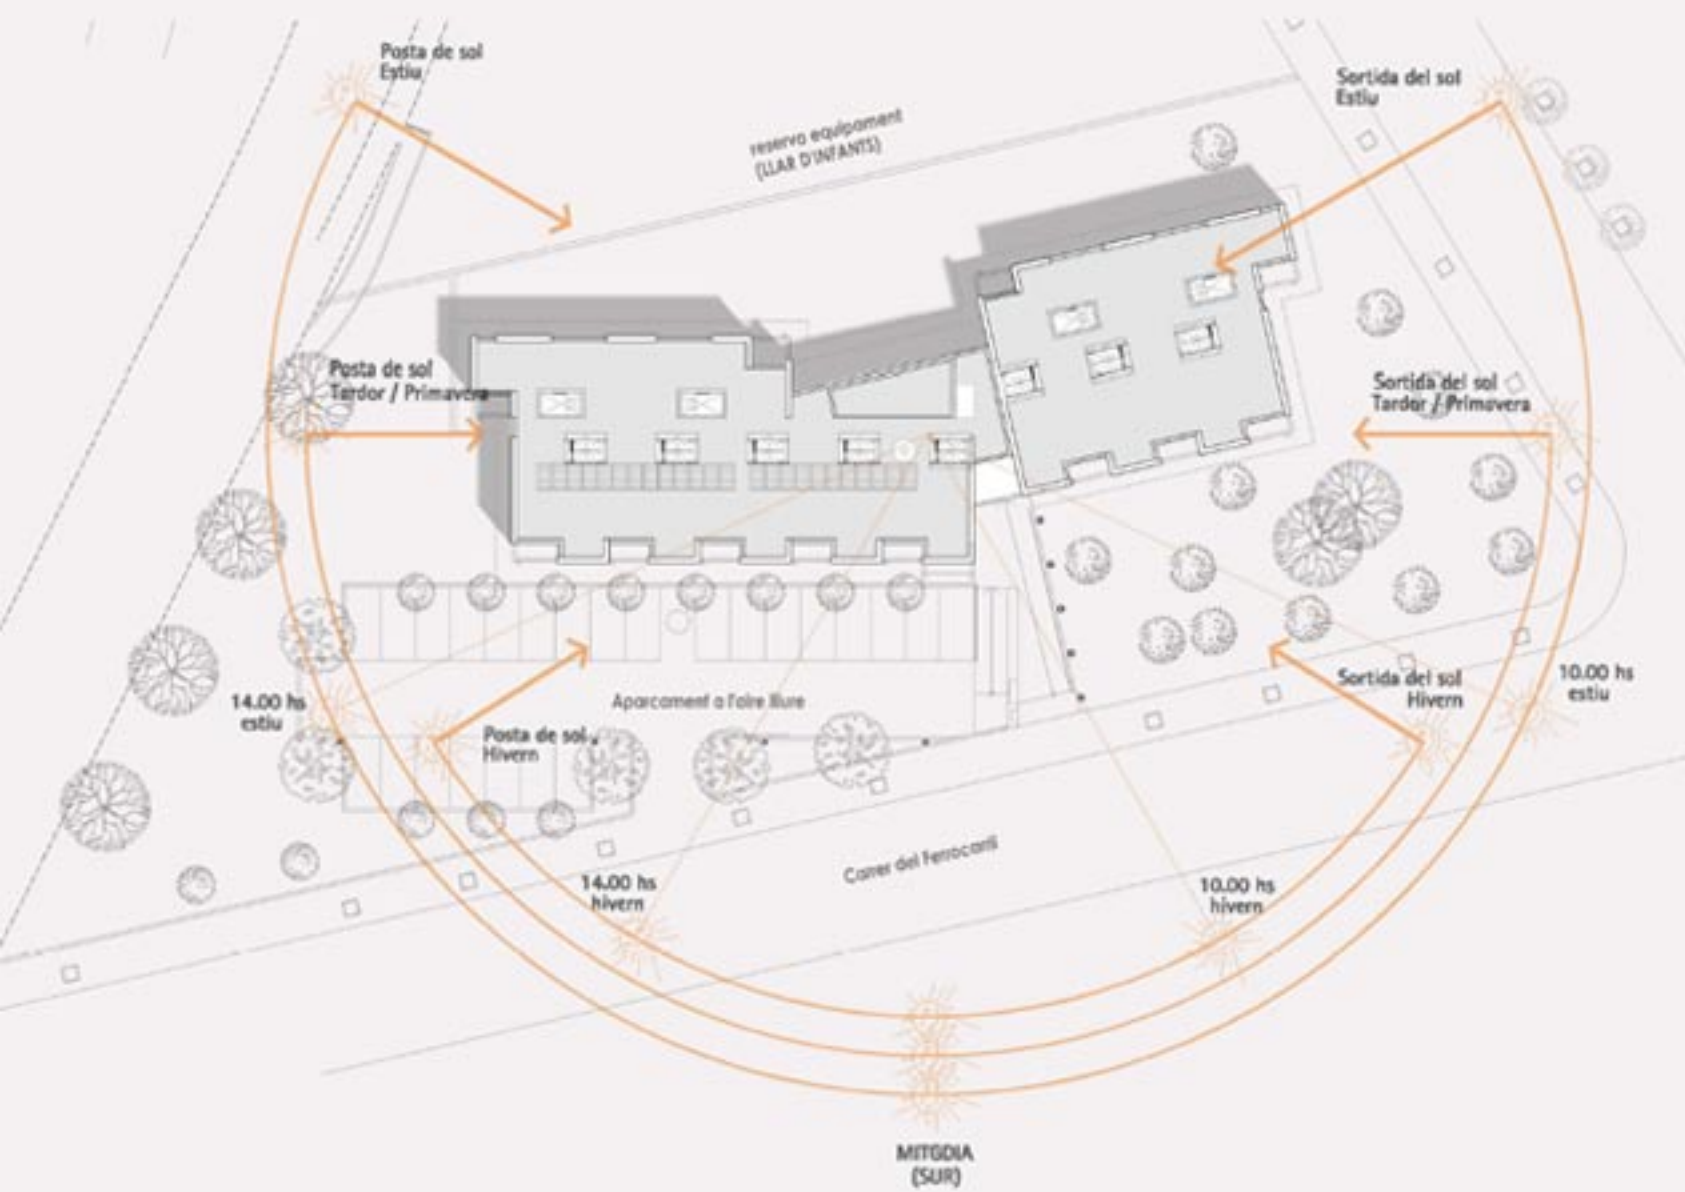 Posta de sol
Estiu
Sortida del sol
Estiu
reserva equipament
(LLAR D'INFANTS)
Posta de sol
Tardor / Primavera
Sortida del sol
Tardor / Primavera
14.00 hs
estiu
Aparcament a l'aire lliure
Posta de sol
Hivern
Sortida del sol
Hivern
10.00 hs
estiu
14.00 hs
hivern
Carrer del Ferrocarril
10.00 hs
hivern
MITGDIA
(SUR)